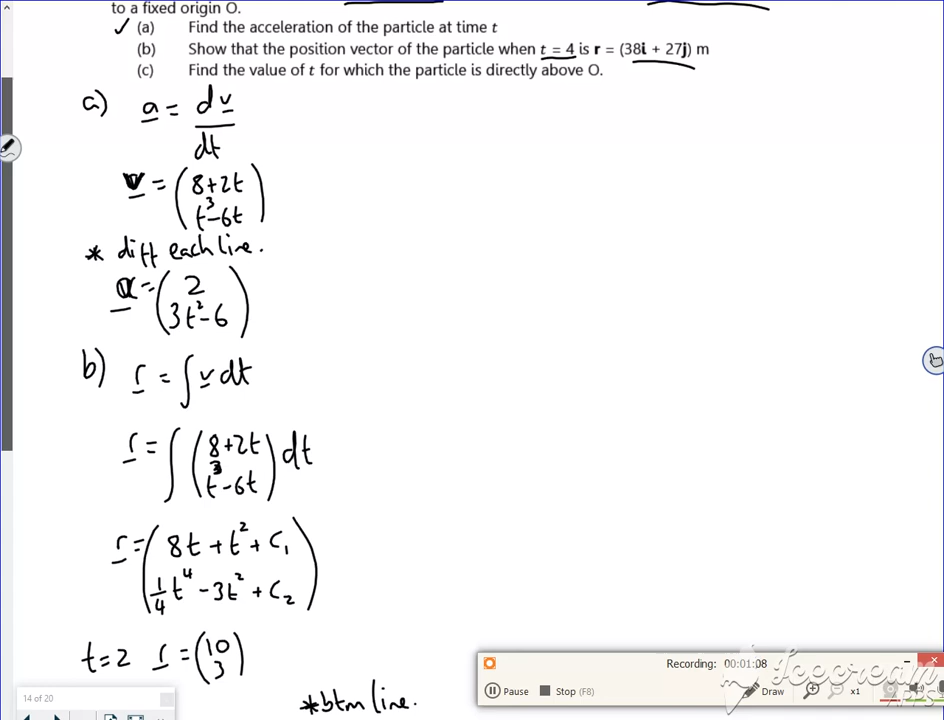 to a fixed origin O.
✓ (a) Find the acceleration of the particle at time t
(b) Show that the position vector of the particle when t = 4 is r = (38i + 27j) m
(c) Find the value of t for which the particle is directly above O.
a) a = dv/dt
v = (8+2t
t³-6t)
* diff each line.
a = (2
3t²-6)
b) r = ∫ v dt
r = ∫ (8+2t
t³-6t) dt
r = (8t + t² + C₁
1/4 t⁴ - 3t² + C₂)
t=2 r = (10
3)
*btm line.
14 of 20
Recording: 00:01:08
Pause Stop (F8) Draw x1
Icecream
APPS